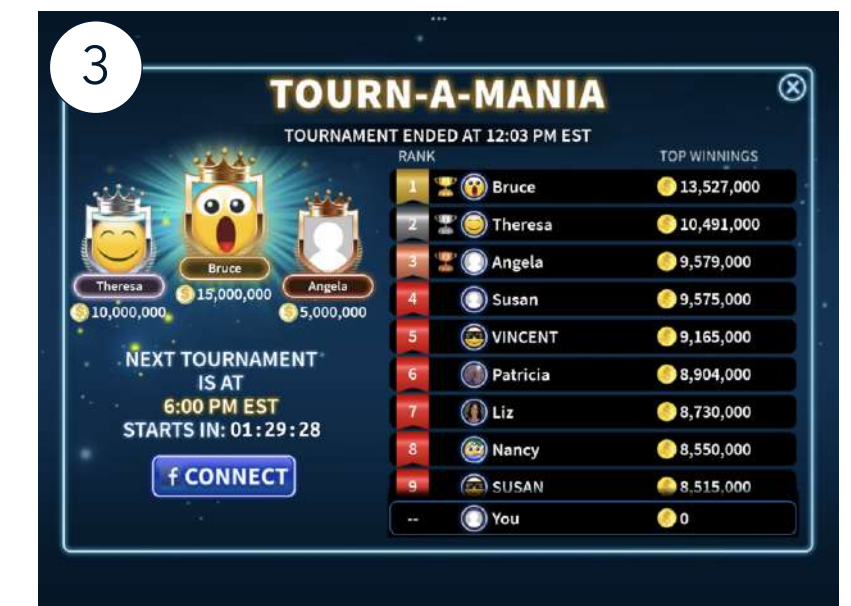 3
TOURN-A-MANIA
TOURNAMENT ENDED AT 12:03 PM EST
RANK TOP WINNINGS
Bruce
15,000,000
Theresa
10,000,000
Angela
5,000,000
NEXT TOURNAMENT
IS AT
6:00 PM EST
STARTS IN: 01:29:28
f CONNECT
1 Bruce 13,527,000
2 Theresa 10,491,000
3 Angela 9,579,000
4 Susan 9,575,000
5 VINCENT 9,165,000
6 Patricia 8,904,000
7 Liz 8,730,000
8 Nancy 8,550,000
9 SUSAN 8,515,000
-- You 0